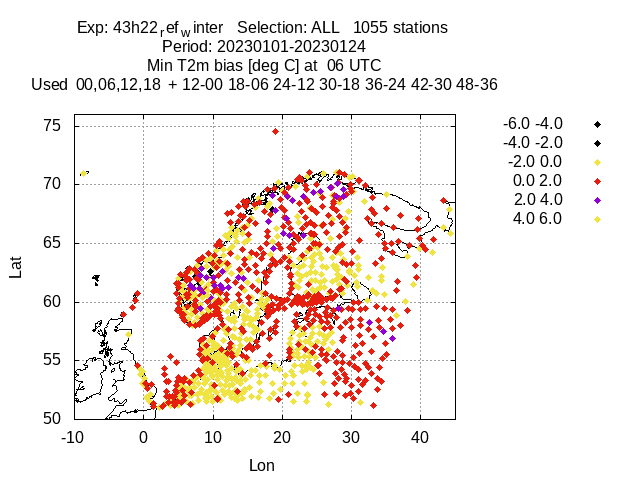 Exp: 43h22refwinter   Selection: ALL   1055 stations
Period: 20230101-20230124
Min T2m bias [deg C] at  06 UTC
Used  00,06,12,18  + 12-00 18-06 24-12 30-18 36-24 42-30 48-36
-6.0 -4.0
-4.0 -2.0
-2.0 0.0
0.0 2.0
2.0 4.0
4.0 6.0
75
70
65
60
55
50
Lat
-10 0 10 20 30 40
Lon